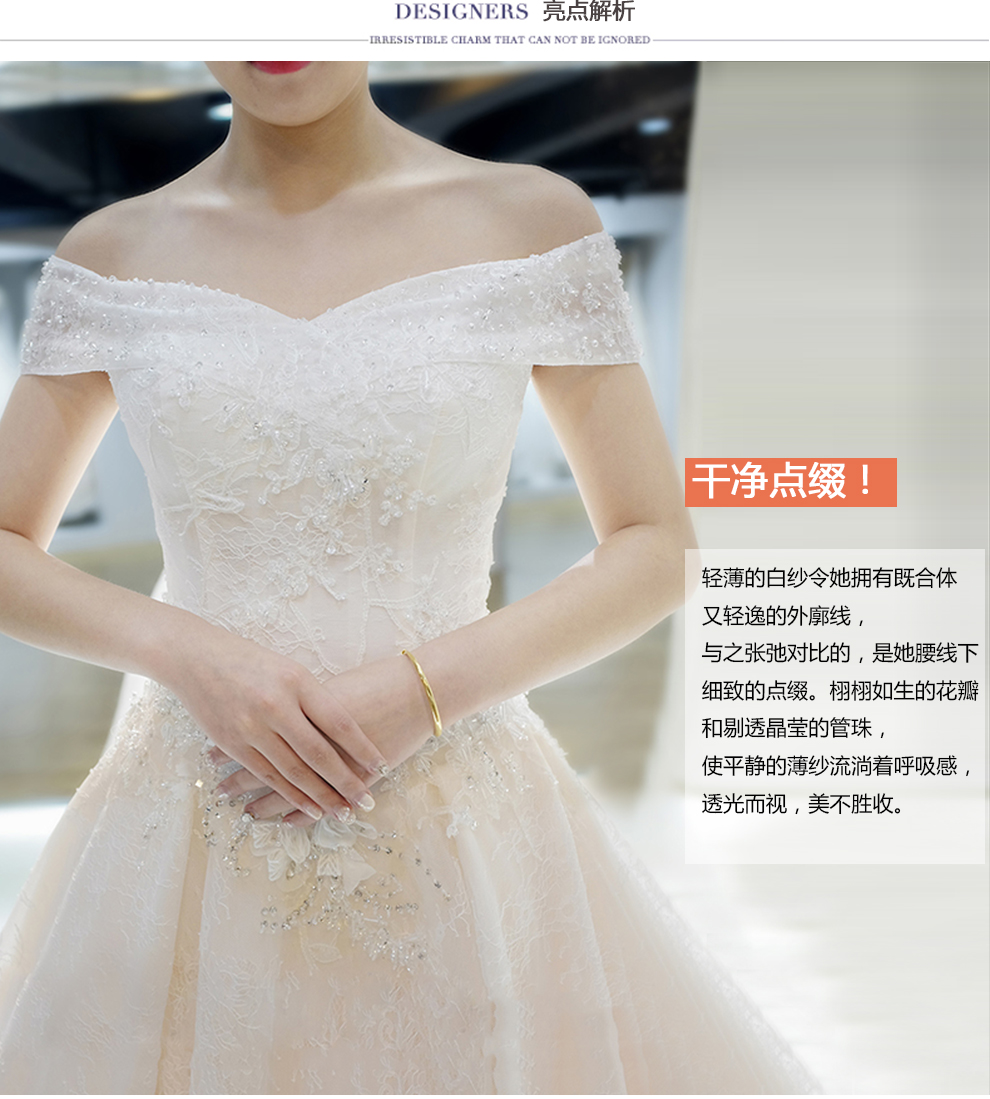 DESIGNERS 亮点解析
IRRESISTIBLE CHARM THAT CAN NOT BE IGNORED
干净点缀！
轻薄的白纱令她拥有既合体
又轻逸的外廓线，
与之张弛对比的，是她腰线下
细致的点缀。栩栩如生的花瓣
和剔透晶莹的管珠，
使平静的薄纱流淌着呼吸感，
透光而视，美不胜收。